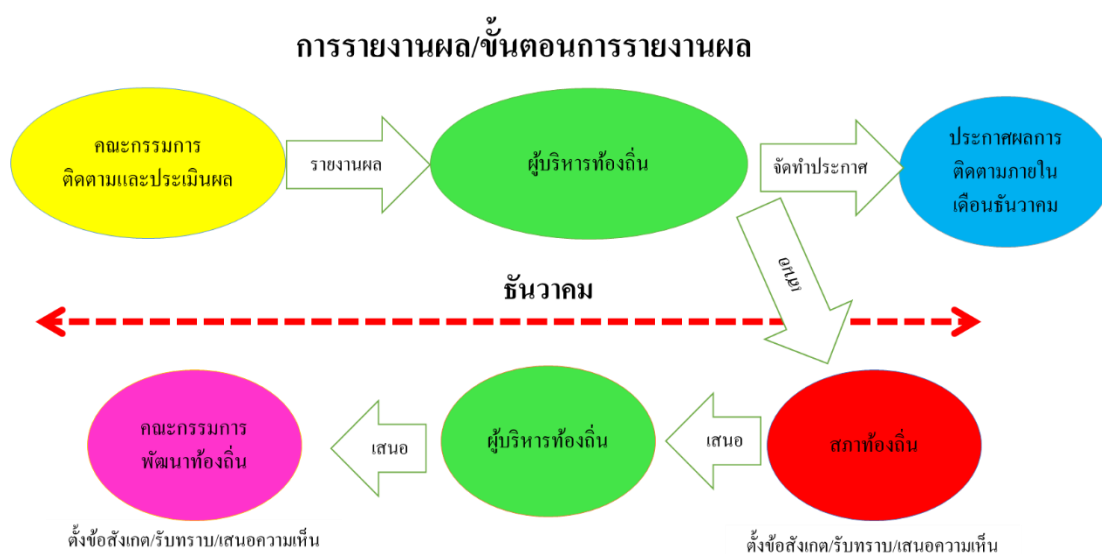 การรายงานผล/ขั้นตอนการรายงานผล
คณะกรรมการ
ติดตามและประเมินผล
รายงานผล
ผู้บริหารท้องถิ่น
จัดทำประกาศ
ประกาศผลการ
ติดตามภายใน
เดือนธันวาคม
เสนอ
ธันวาคม
คณะกรรมการ
พัฒนาท้องถิ่น
เสนอ
ผู้บริหารท้องถิ่น
เสนอ
สภาท้องถิ่น
ตั้งข้อสังเกต/รับทราบ/เสนอความเห็น
ตั้งข้อสังเกต/รับทราบ/เสนอความเห็น